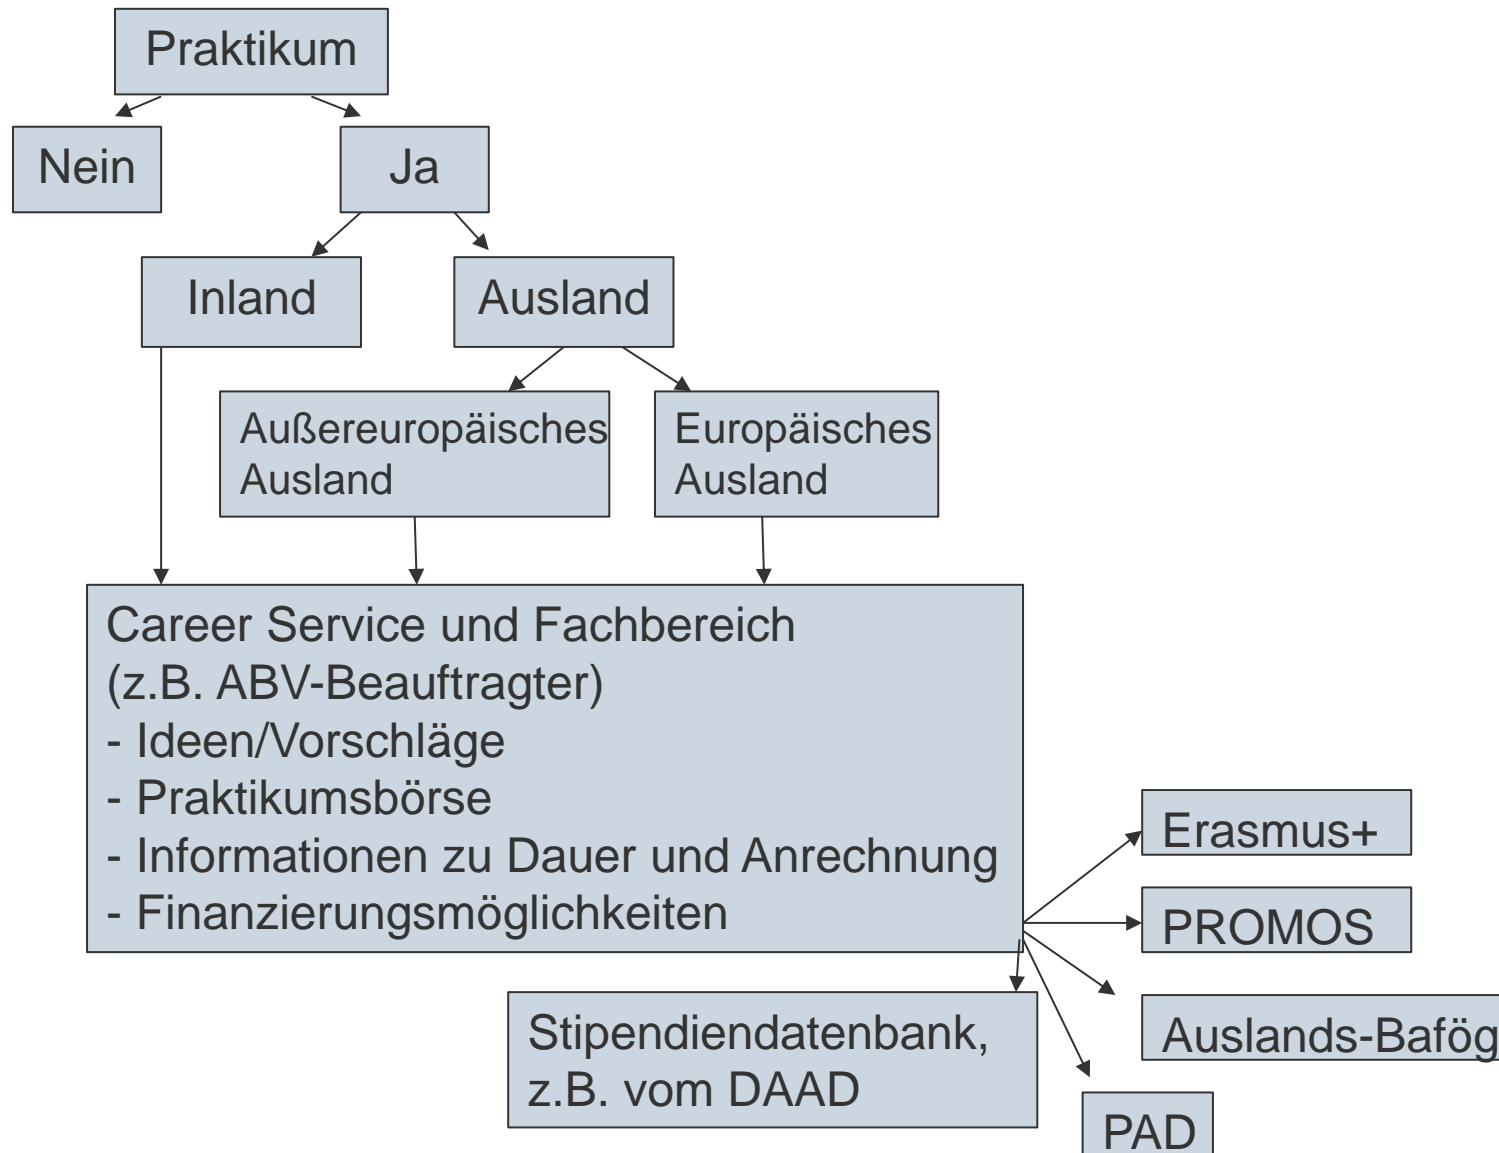 Praktikum
Nein
Ja
Inland
Ausland
Außereuropäisches
Ausland
Europäisches
Ausland
Career Service und Fachbereich
(z.B. ABV-Beauftragter)
- Ideen/Vorschläge
- Praktikumsbörse
- Informationen zu Dauer und Anrechnung
- Finanzierungsmöglichkeiten
Erasmus+
PROMOS
Auslands-Bafög
Stipendiendatenbank,
z.B. vom DAAD
PAD